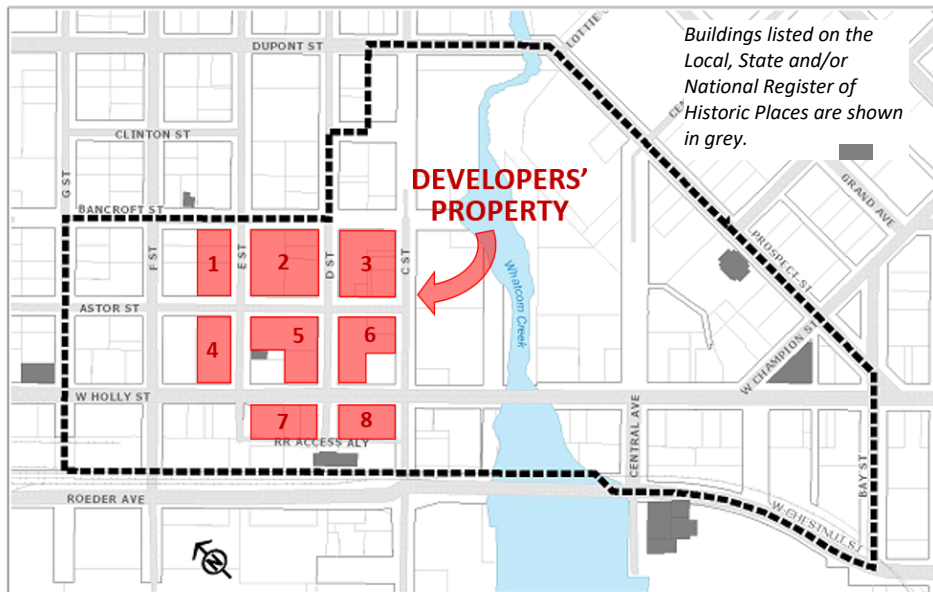 DUPONT ST
LOTTIE
Buildings listed on the
Local, State and/or
National Register of
Historic Places are shown
in grey.
CLINTON ST
G ST
GRAND AVE
DEVELOPERS’
PROPERTY
BANCROFT ST
F ST
E ST
D ST
C ST
1
2
3
PROSPECT ST
Whatcom Creek
ASTOR ST
4
5
6
W CHAMPION ST
W HOLLY ST
7
8
RR ACCESS ALY
CENTRAL AVE
BAY ST
ROEDER AVE
W CHESTNUT ST
N